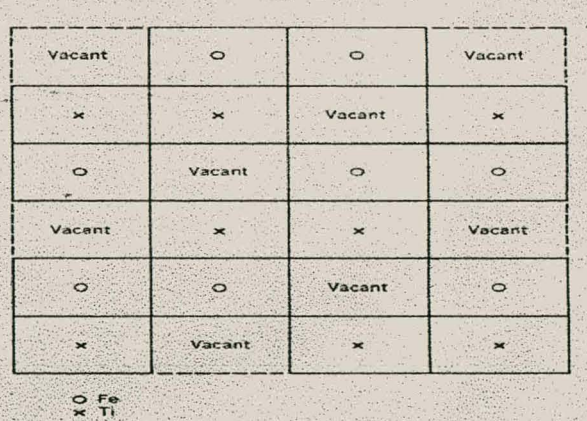 Vacant O O Vacant
× × Vacant ×
O Vacant O O
Vacant × × Vacant
O O Vacant O
× Vacant × ×
O Fe
× Ti